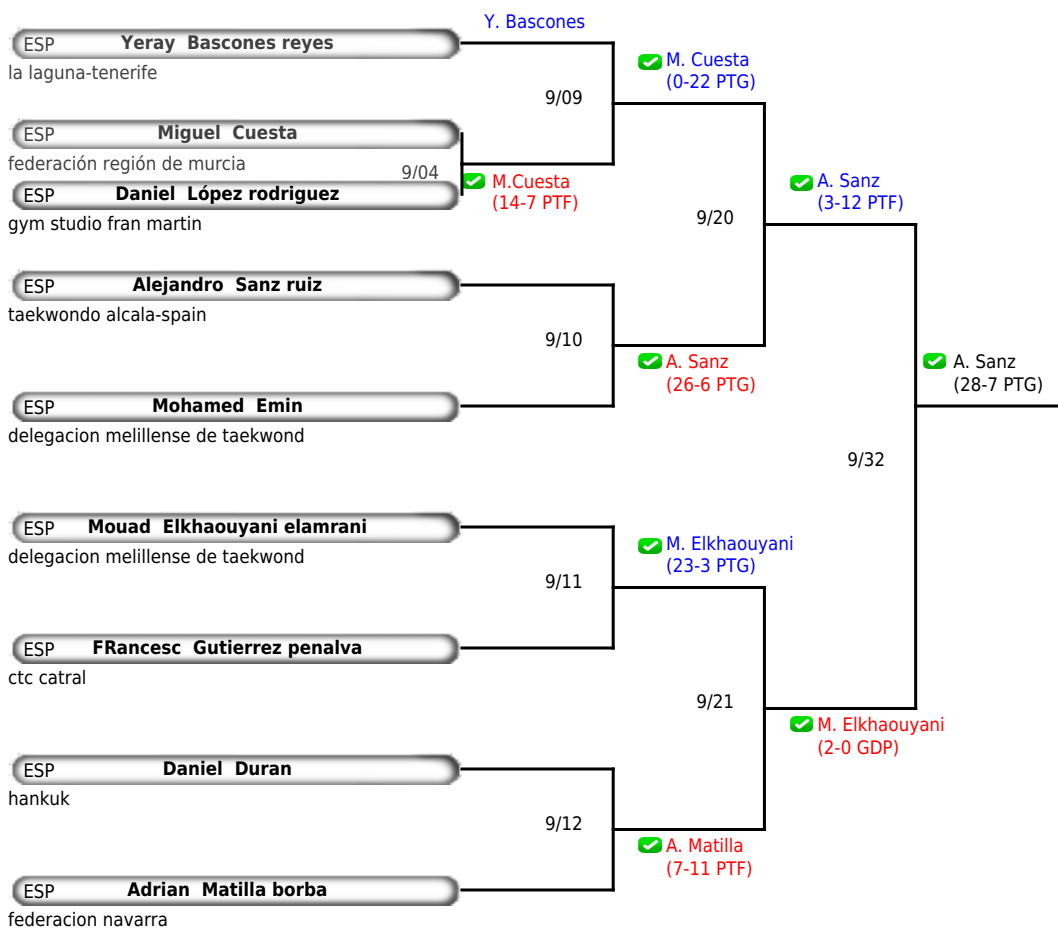 Y. Bascones
ESP Yeray Bascones reyes
la laguna-tenerife
M. Cuesta
(0-22 PTG)
9/09
ESP Miguel Cuesta
federación región de murcia
9/04
M.Cuesta
(14-7 PTF)
ESP Daniel López rodriguez
gym studio fran martin
A. Sanz
(3-12 PTF)
9/20
ESP Alejandro Sanz ruiz
taekwondo alcala-spain
9/10
A. Sanz
(26-6 PTG)
A. Sanz
(28-7 PTG)
ESP Mohamed Emin
delegacion melillense de taekwond
9/32
ESP Mouad Elkhaouyani elamrani
delegacion melillense de taekwond
M. Elkhaouyani
(23-3 PTG)
9/11
ESP FRancesc Gutierrez penalva
ctc catral
9/21
M. Elkhaouyani
(2-0 GDP)
ESP Daniel Duran
hankuk
9/12
A. Matilla
(7-11 PTF)
ESP Adrian Matilla borba
federacion navarra